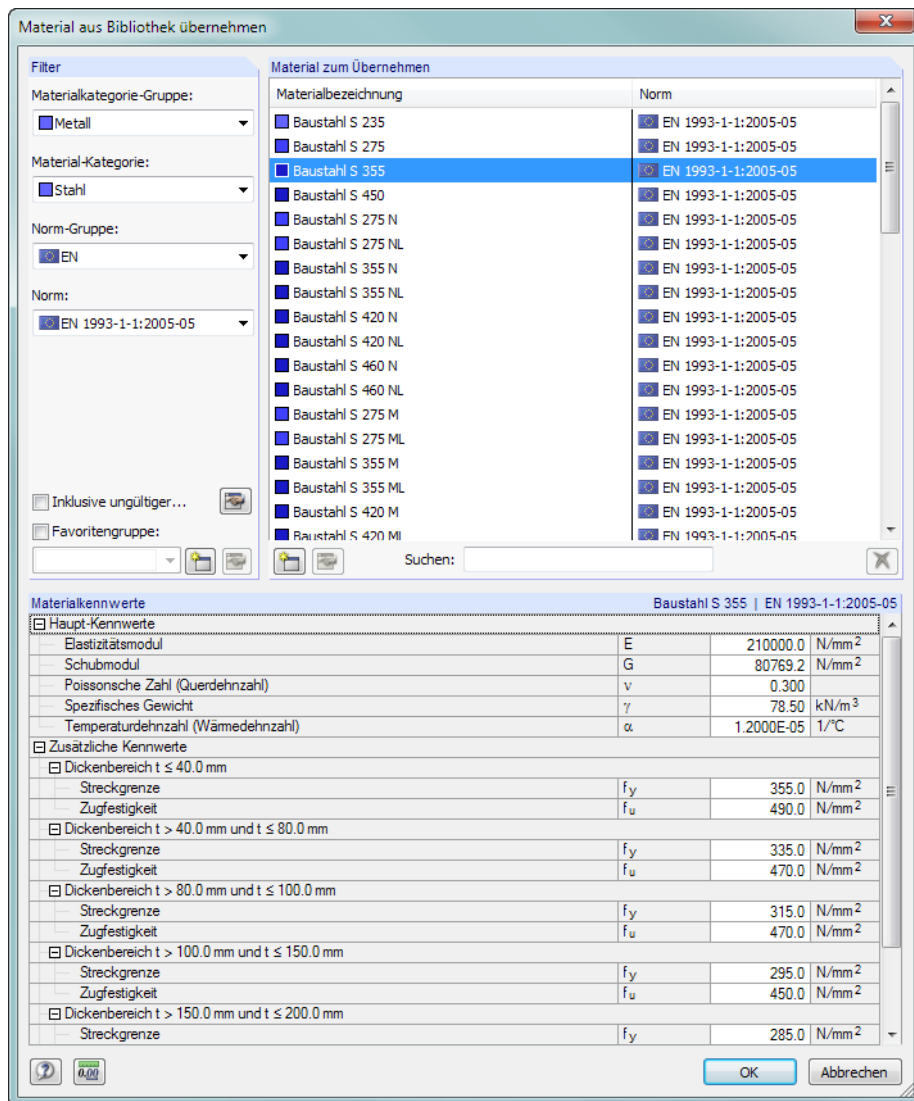 Material aus Bibliothek übernehmen
Filter
Materialkategorie-Gruppe:
Metall
Material-Kategorie:
Stahl
Norm-Gruppe:
EN
Norm:
EN 1993-1-1:2005-05
Inklusive ungültiger...
Favoritengruppe:
Material zum Übernehmen
Materialbezeichnung Norm
Baustahl S 235 EN 1993-1-1:2005-05
Baustahl S 275 EN 1993-1-1:2005-05
Baustahl S 355 EN 1993-1-1:2005-05
Baustahl S 450 EN 1993-1-1:2005-05
Baustahl S 275 N EN 1993-1-1:2005-05
Baustahl S 275 NL EN 1993-1-1:2005-05
Baustahl S 355 N EN 1993-1-1:2005-05
Baustahl S 355 NL EN 1993-1-1:2005-05
Baustahl S 420 N EN 1993-1-1:2005-05
Baustahl S 420 NL EN 1993-1-1:2005-05
Baustahl S 460 N EN 1993-1-1:2005-05
Baustahl S 460 NL EN 1993-1-1:2005-05
Baustahl S 275 M EN 1993-1-1:2005-05
Baustahl S 275 ML EN 1993-1-1:2005-05
Baustahl S 355 M EN 1993-1-1:2005-05
Baustahl S 355 ML EN 1993-1-1:2005-05
Baustahl S 420 M EN 1993-1-1:2005-05
Baustahl S 420 ML EN 1993-1-1:2005-05
Suchen:
Materialkennwerte Baustahl S 355 | EN 1993-1-1:2005-05
Haupt-Kennwerte
Elastizitätsmodul E 210000.0 N/mm²
Schubmodul G 80769.2 N/mm²
Poissonsche Zahl (Querdehnzahl) ν 0.300
Spezifisches Gewicht γ 78.50 kN/m³
Temperaturdehnzahl (Wärmedehnzahl) α 1.2000E-05 1/°C
Zusätzliche Kennwerte
Dickenbereich t ≤ 40.0 mm
Streckgrenze fy 355.0 N/mm²
Zugfestigkeit fu 490.0 N/mm²
Dickenbereich t > 40.0 mm und t ≤ 80.0 mm
Streckgrenze fy 335.0 N/mm²
Zugfestigkeit fu 470.0 N/mm²
Dickenbereich t > 80.0 mm und t ≤ 100.0 mm
Streckgrenze fy 315.0 N/mm²
Zugfestigkeit fu 470.0 N/mm²
Dickenbereich t > 100.0 mm und t ≤ 150.0 mm
Streckgrenze fy 295.0 N/mm²
Zugfestigkeit fu 450.0 N/mm²
Dickenbereich t > 150.0 mm und t ≤ 200.0 mm
Streckgrenze fy 285.0 N/mm²
0.00
OK Abbrechen